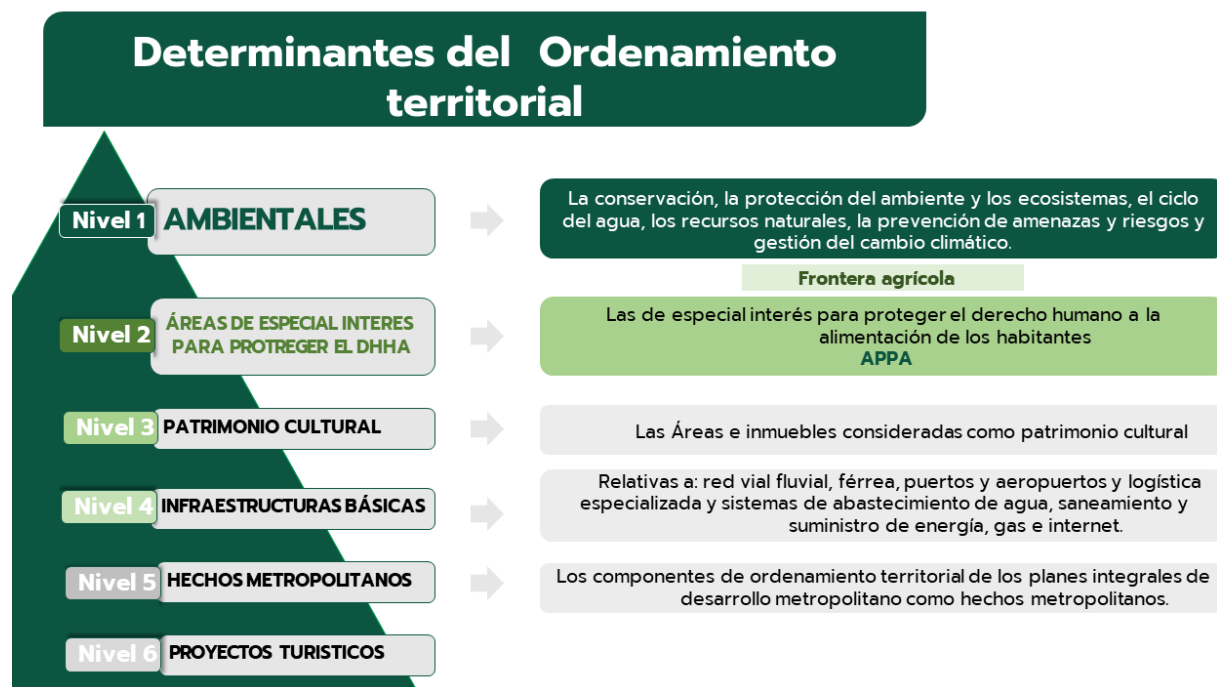 Determinantes del Ordenamiento
territorial
Nivel 1
AMBIENTALES
La conservación, la protección del ambiente y los ecosistemas, el ciclo
del agua, los recursos naturales, la prevención de amenazas y riesgos y
gestión del cambio climático.
Frontera agrícola
Nivel 2
ÁREAS DE ESPECIAL INTERES
PARA PROTREGER EL DHHA
Las de especial interés para proteger el derecho humano a la
alimentación de los habitantes
APPA
Nivel 3
PATRIMONIO CULTURAL
Las Áreas e inmuebles consideradas como patrimonio cultural
Nivel 4
INFRAESTRUCTURAS BÁSICAS
Relativas a: red vial fluvial, férrea, puertos y aeropuertos y logística
especializada y sistemas de abastecimiento de agua, saneamiento y
suministro de energía, gas e internet.
Nivel 5
HECHOS METROPOLITANOS
Los componentes de ordenamiento territorial de los planes integrales de
desarrollo metropolitano como hechos metropolitanos.
Nivel 6
PROYECTOS TURISTICOS